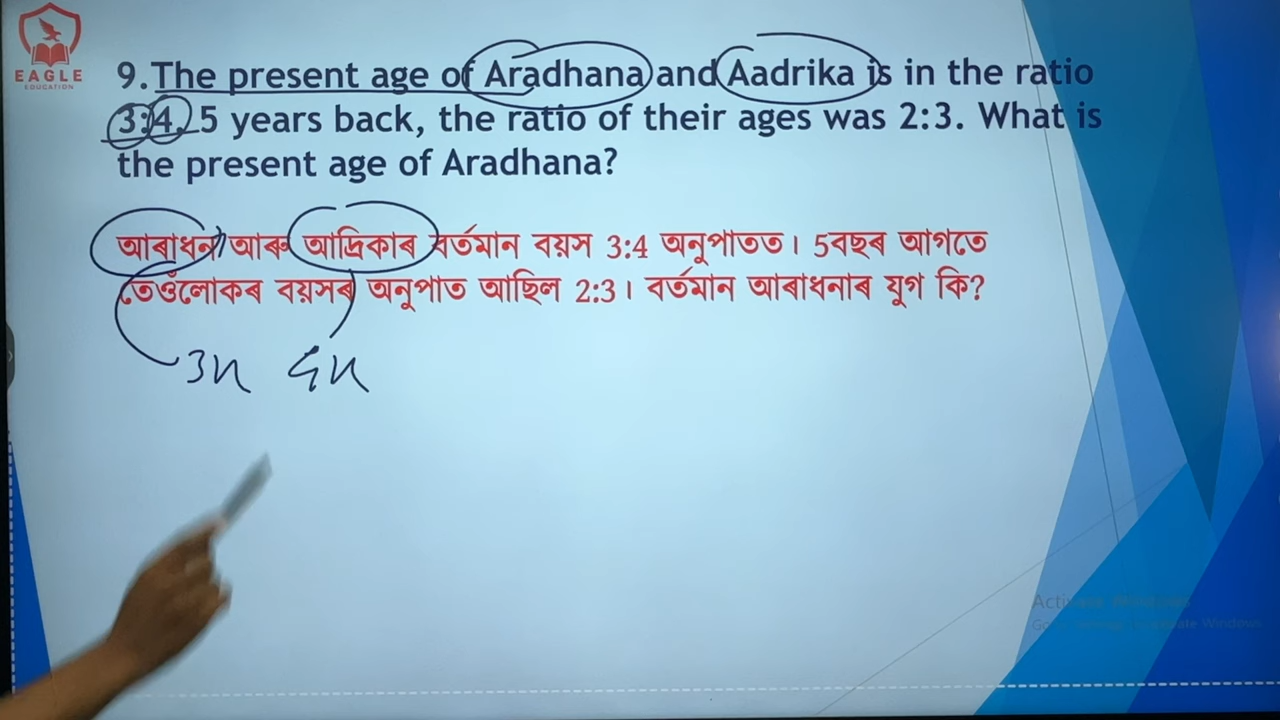 EAGLE
EDUCATION
9. The present age of Aradhana and Aadrika is in the ratio
3:4. 5 years back, the ratio of their ages was 2:3. What is
the present age of Aradhana?
আৰাধনা আৰু আদ্ৰিকাৰ বৰ্তমান বয়স 3:4 অনুপাতত। 5বছৰ আগতে
তেওঁলোকৰ বয়সৰ অনুপাত আছিল 2:3। বৰ্তমান আৰাধনাৰ যুগ কি?
3x 4x
Activate Windows